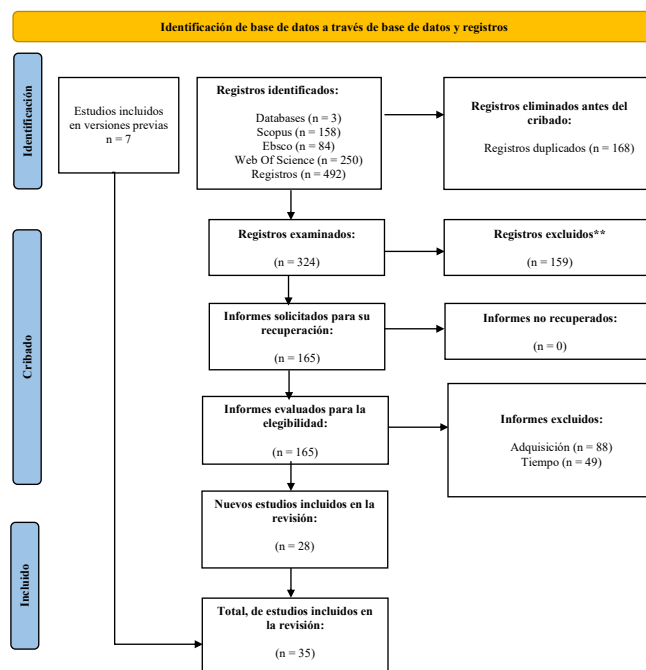 Identificación de base de datos a través de base de datos y registros
Identificación
Estudios incluidos
en versiones previas
n = 7
Registros identificados:
Databases (n = 3)
Scopus (n = 158)
Ebsco (n = 84)
Web Of Science (n = 250)
Registros (n = 492)
Registros eliminados antes del
cribado:
Registros duplicados (n = 168)
Cribado
Registros examinados:
(n = 324)
Registros excluidos**
(n = 159)
Informes solicitados para su
recuperación:
(n = 165)
Informes no recuperados:
(n = 0)
Informes evaluados para la
elegibilidad:
(n = 165)
Informes excluidos:
Adquisición (n = 88)
Tiempo (n = 49)
Incluido
Nuevos estudios incluidos en la
revisión:
(n = 28)
Total, de estudios incluidos en
la revisión:
(n = 35)